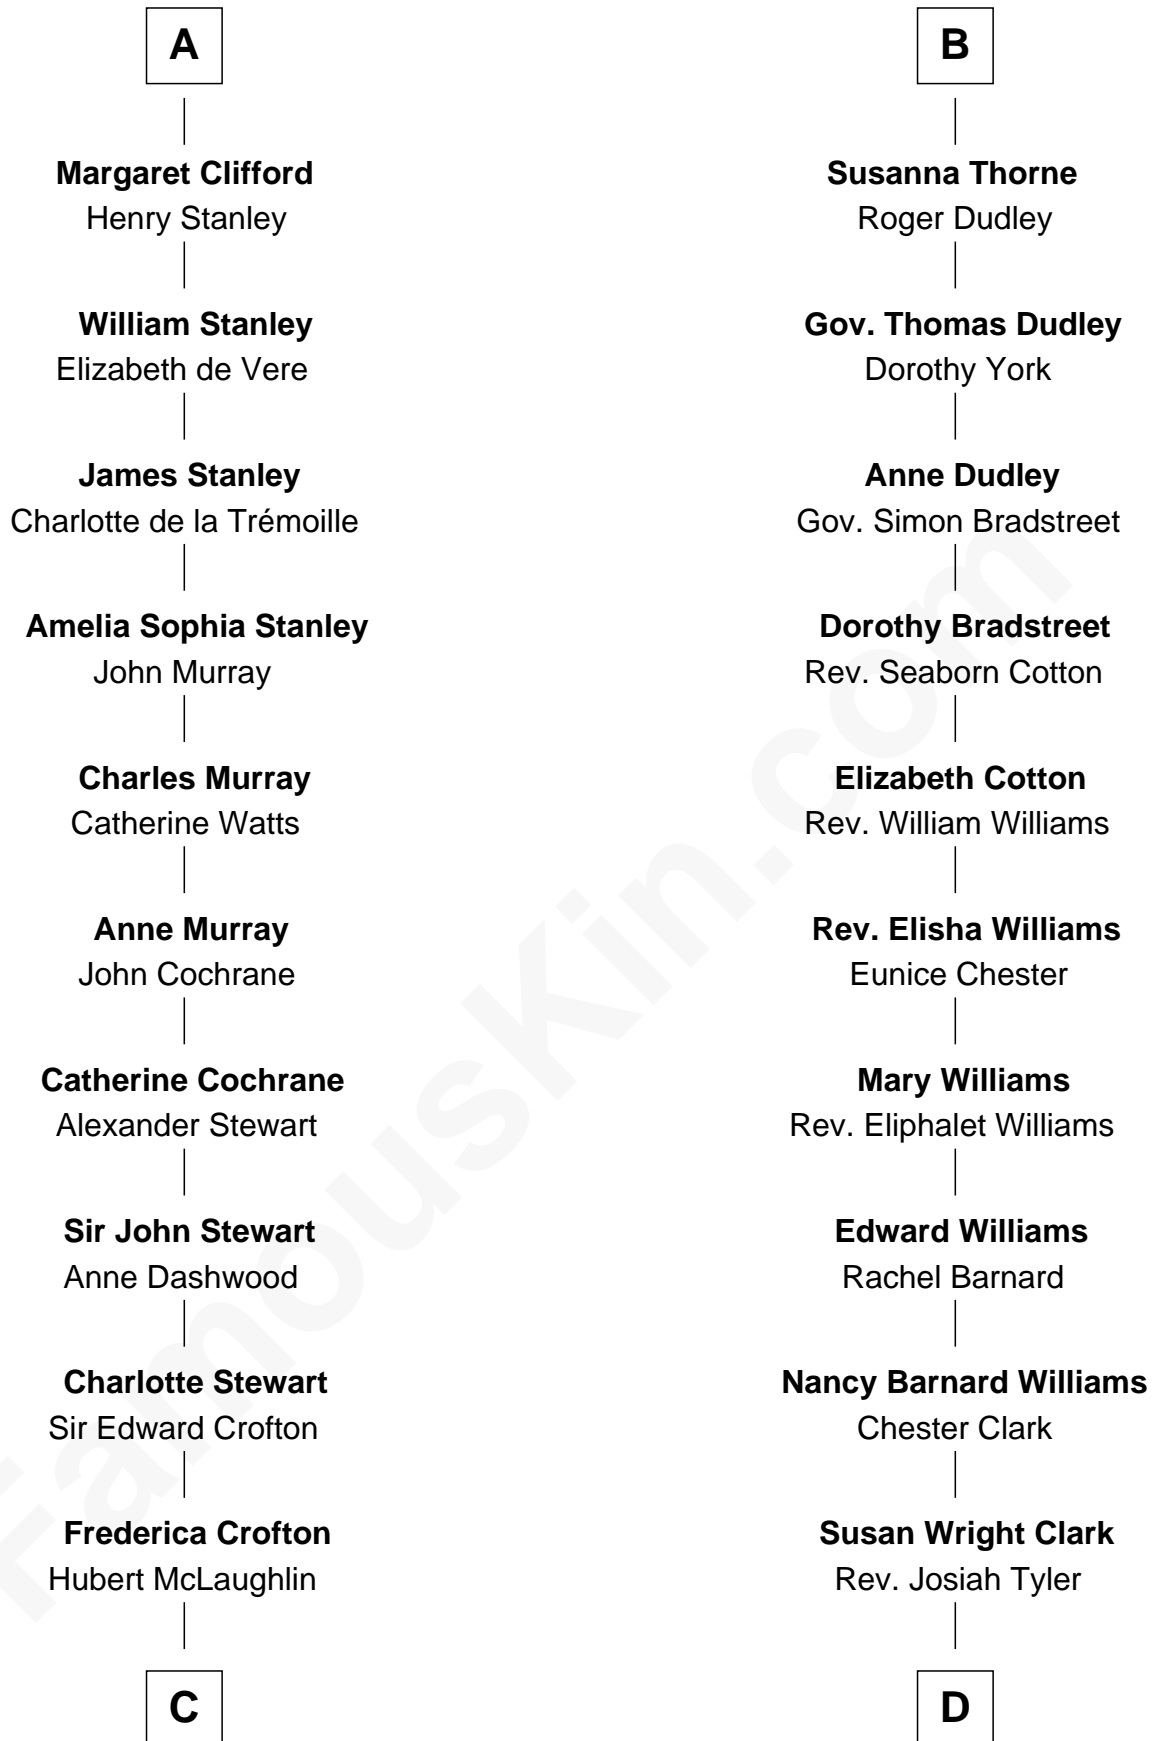 A
Margaret Clifford
Henry Stanley
William Stanley
Elizabeth de Vere
James Stanley
Charlotte de la Trémoille
Amelia Sophia Stanley
John Murray
Charles Murray
Catherine Watts
Anne Murray
John Cochrane
Catherine Cochrane
Alexander Stewart
Sir John Stewart
Anne Dashwood
Charlotte Stewart
Sir Edward Crofton
Frederica Crofton
Hubert McLaughlin
C
B
Susanna Thorne
Roger Dudley
Gov. Thomas Dudley
Dorothy York
Anne Dudley
Gov. Simon Bradstreet
Dorothy Bradstreet
Rev. Seaborn Cotton
Elizabeth Cotton
Rev. William Williams
Rev. Elisha Williams
Eunice Chester
Mary Williams
Rev. Eliphalet Williams
Edward Williams
Rachel Barnard
Nancy Barnard Williams
Chester Clark
Susan Wright Clark
Rev. Josiah Tyler
D
FamousKin.com